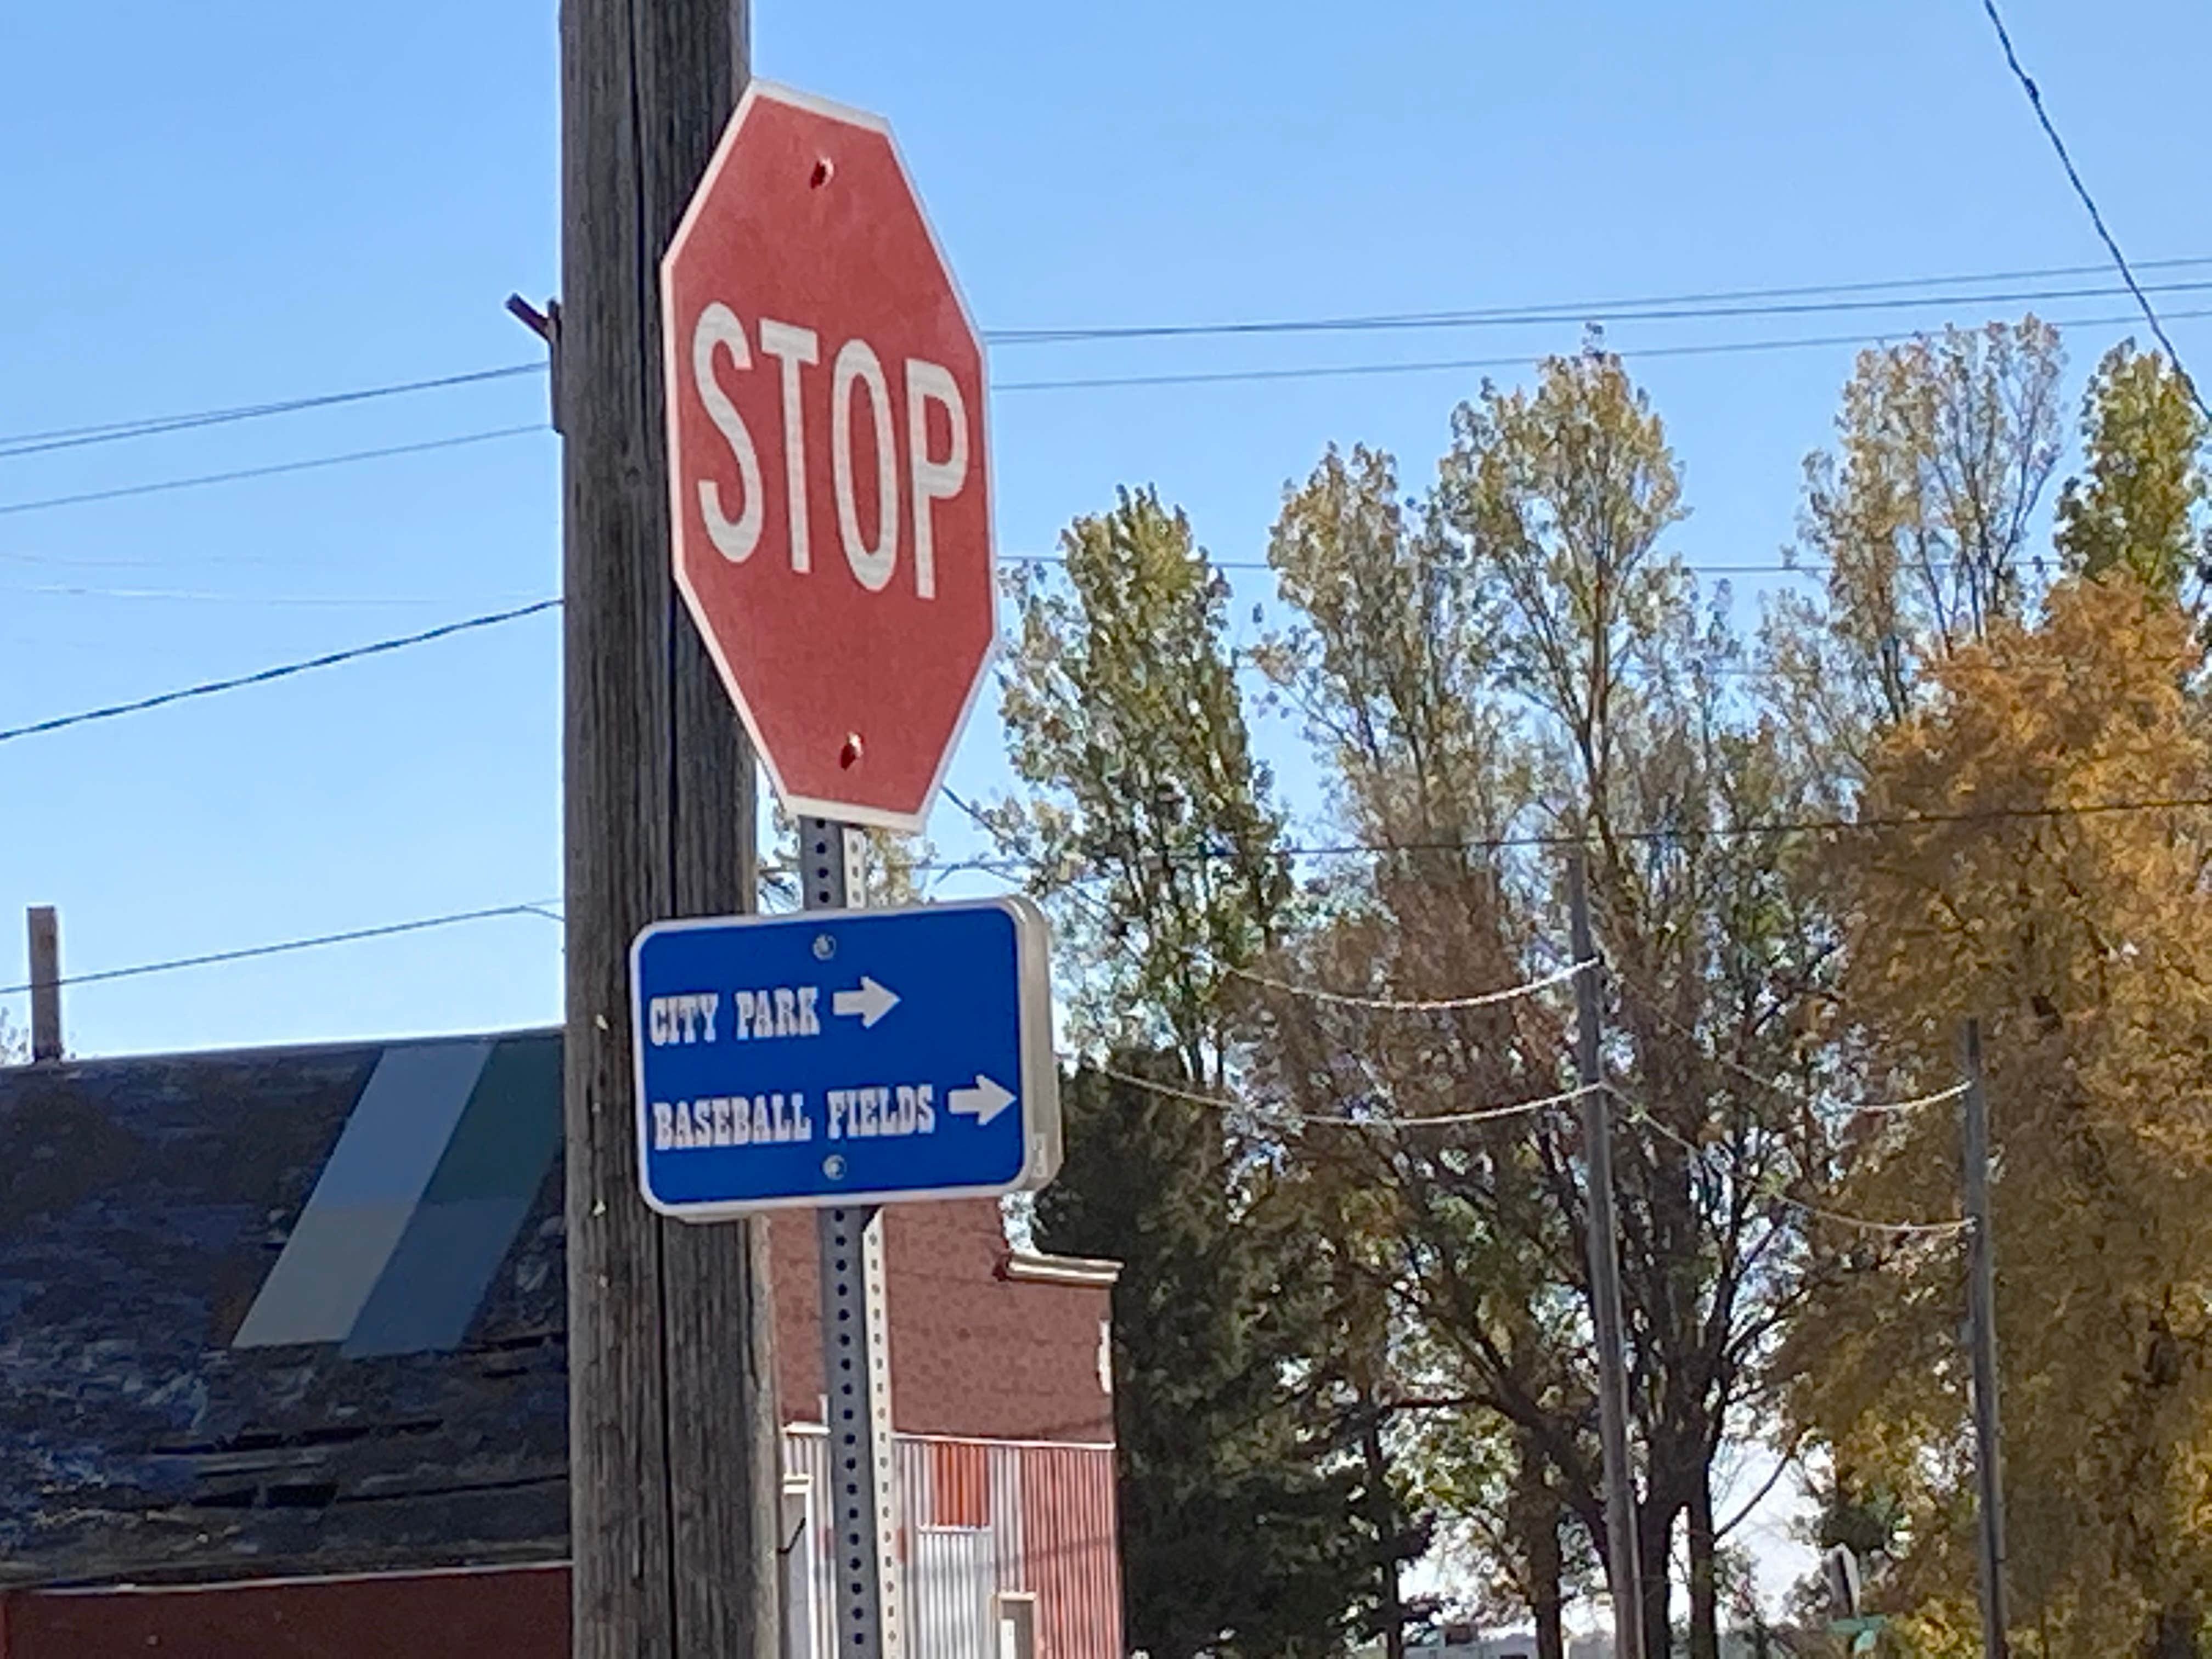 STOP
CITY PARK →
BASEBALL FIELDS →